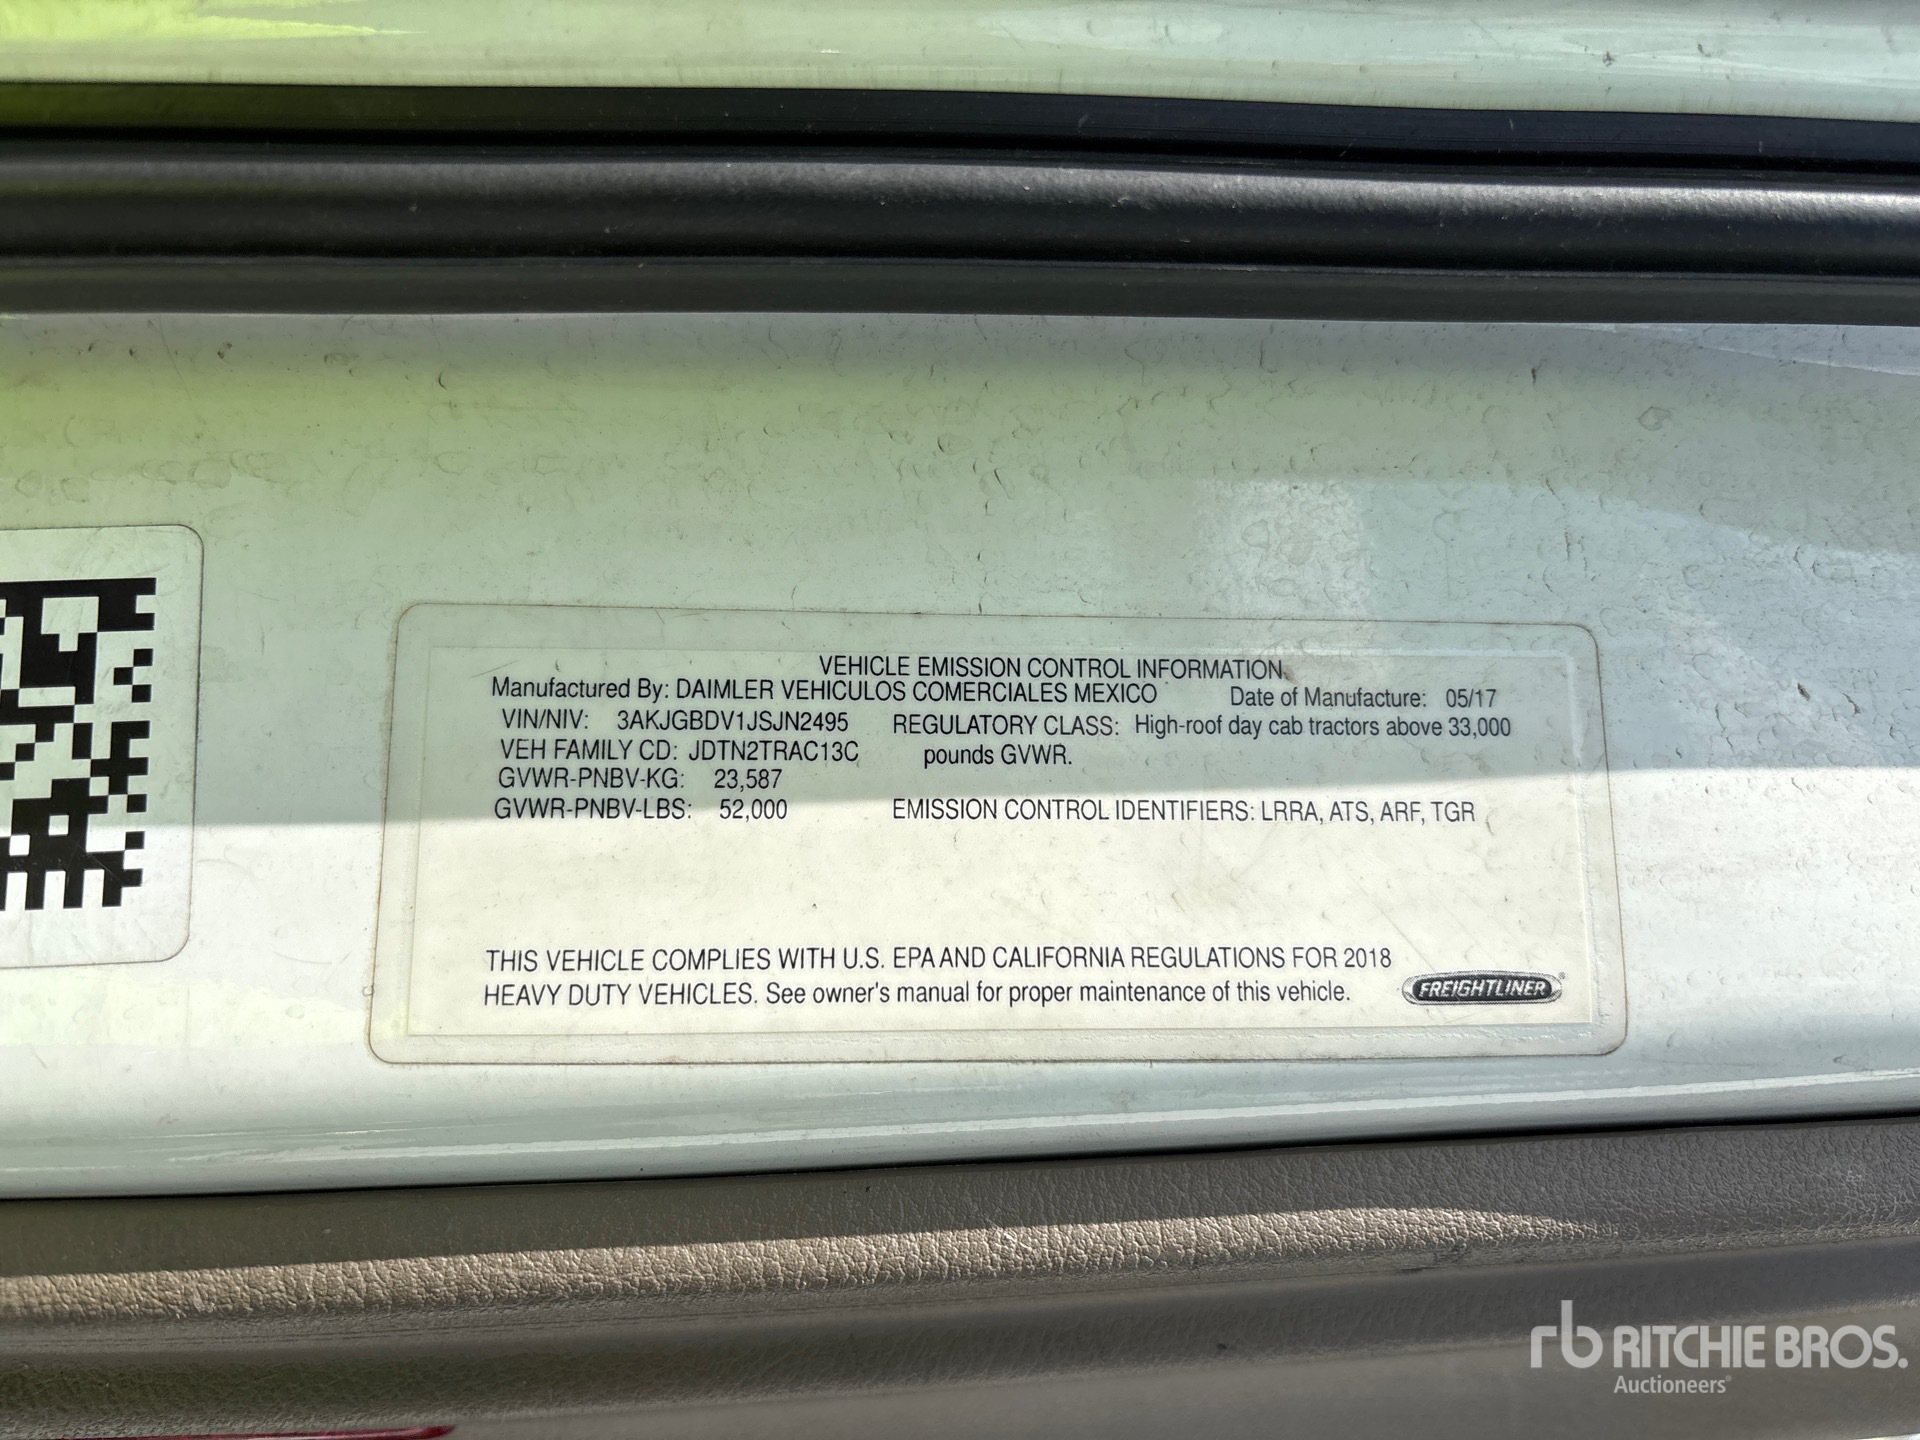 VEHICLE EMISSION CONTROL INFORMATION.
Manufactured By: DAIMLER VEHICULOS COMERCIALES MEXICO Date of Manufacture: 05/17
VIN/NIV: 3AKJGBDV1JSJN2495 REGULATORY CLASS: High-roof day cab tractors above 33,000
VEH FAMILY CD: JDTN2TRAC13C pounds GVWR.
GVWR-PNBV-KG: 23,587
GVWR-PNBV-LBS: 52,000 EMISSION CONTROL IDENTIFIERS: LRRA, ATS, ARF, TGR
THIS VEHICLE COMPLIES WITH U.S. EPA AND CALIFORNIA REGULATIONS FOR 2018
HEAVY DUTY VEHICLES. See owner's manual for proper maintenance of this vehicle.
FREIGHTLINER®
rb RITCHIE BROS.
Auctioneers®